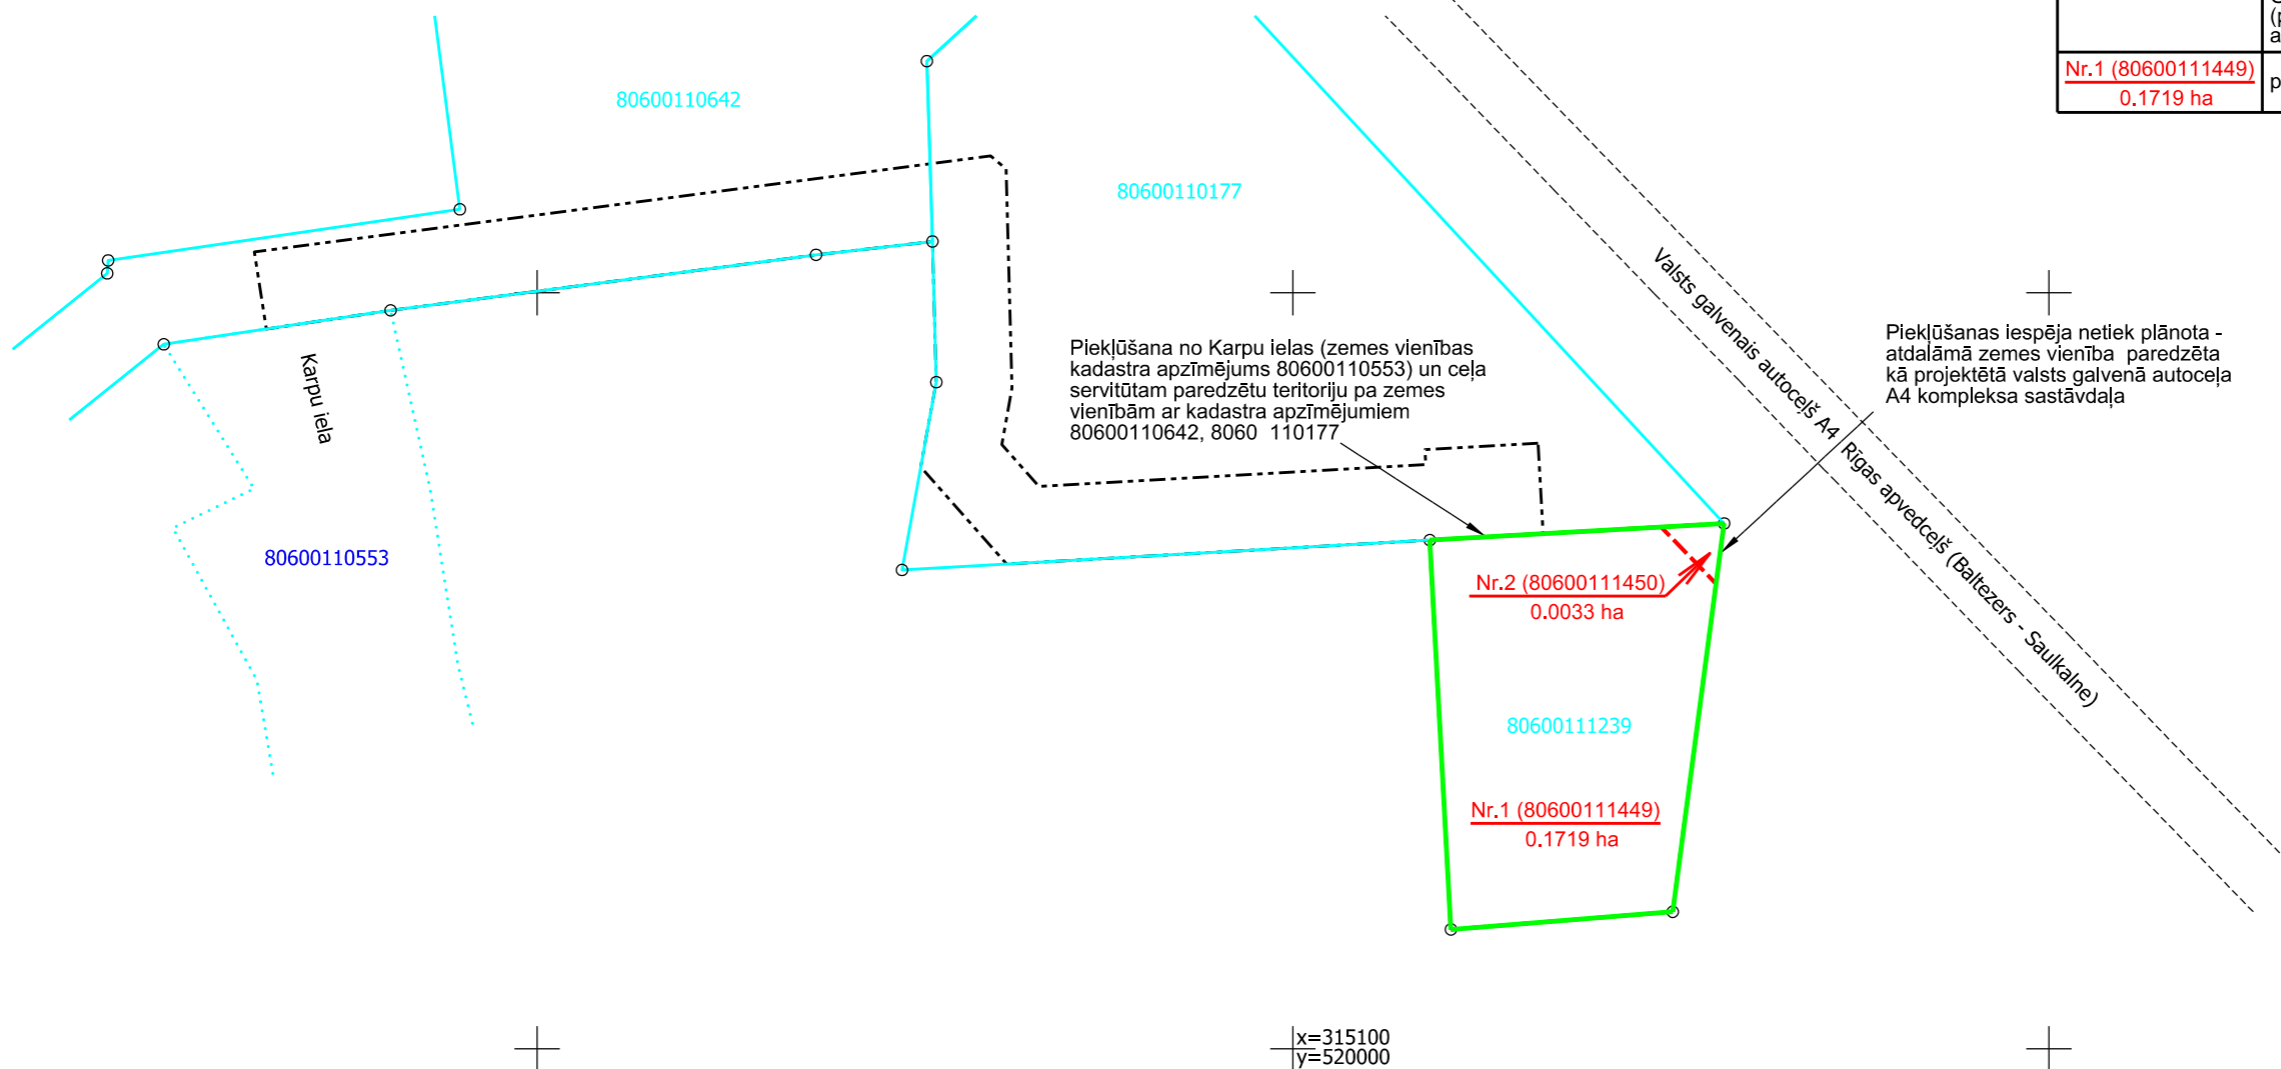 (p
a
Nr.1 (80600111449)
0.1719 ha
p
80600110642
80600110177
Valsts galvenais autoceļš A4 Rīgas apvedceļš (Baltezers - Saulkalne)
Piekļūšanas iespēja netiek plānota -
atdalāmā zemes vienība paredzēta
kā projektētā valsts galvenā autoceļa
A4 kompleksa sastāvdaļa
Piekļūšana no Karpu ielas (zemes vienības
kadastra apzīmējums 80600110553) un ceļa
servitūtam paredzētu teritoriju pa zemes
vienībām ar kadastra apzīmējumiem
80600110642, 8060 110177
Karpu iela
80600110553
Nr.2 (80600111450)
0.0033 ha
80600111239
Nr.1 (80600111449)
0.1719 ha
x=315100
y=520000